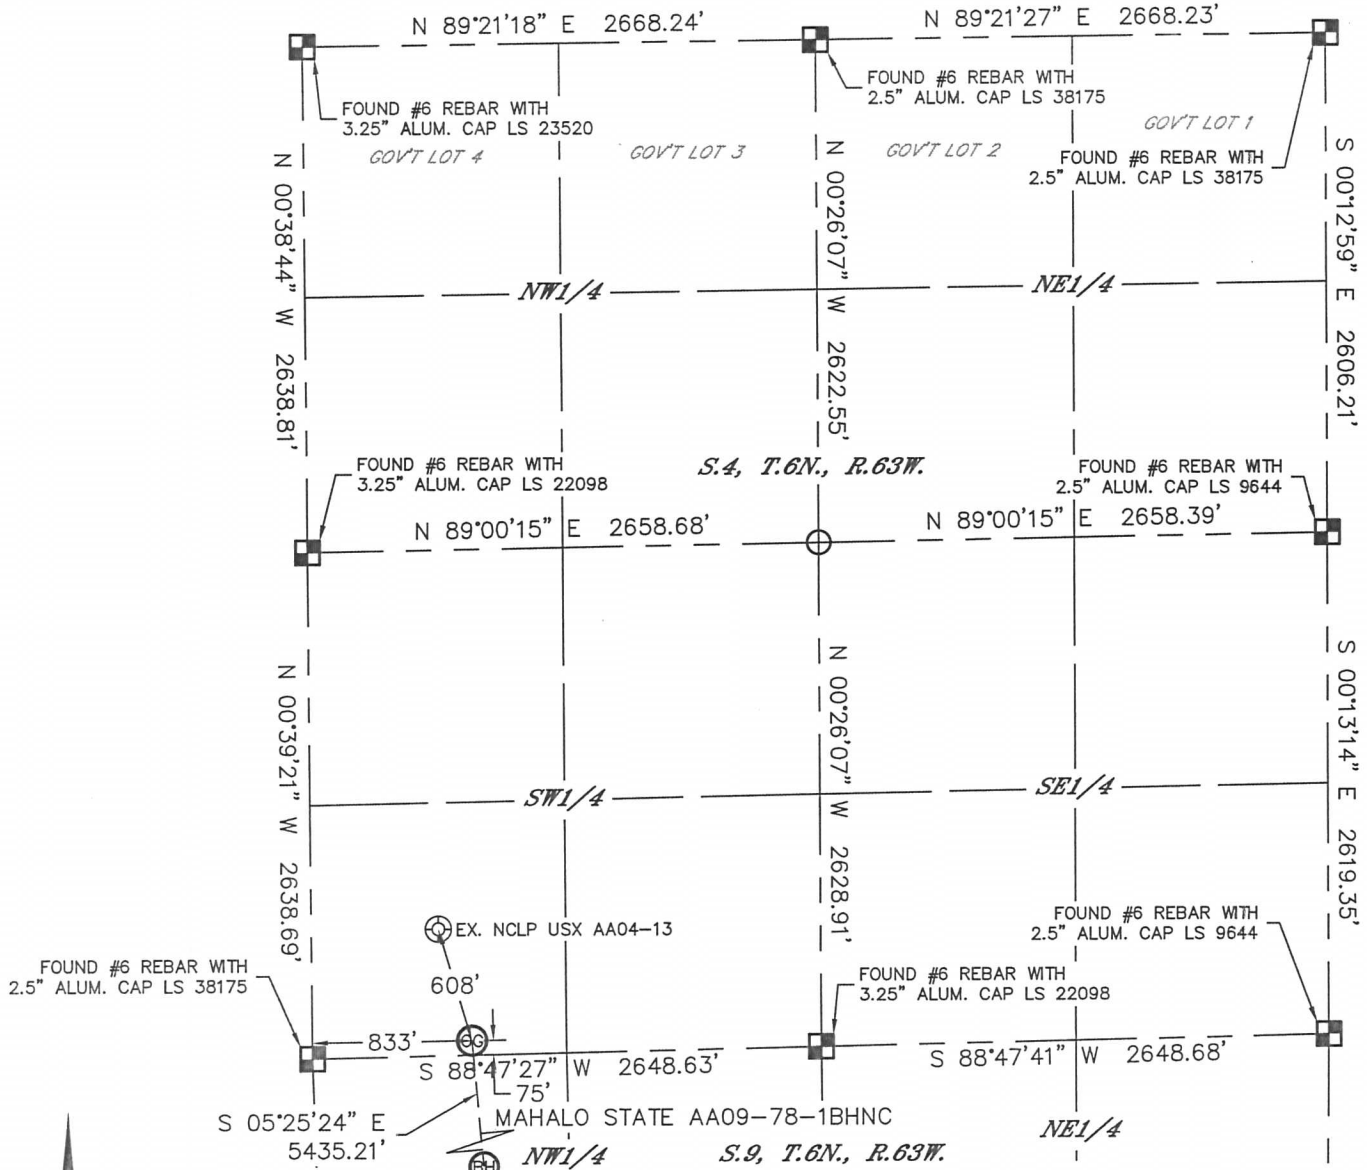 N 89°21'18" E 2668.24'
N 89°21'27" E 2668.23'
FOUND #6 REBAR WITH
3.25" ALUM. CAP LS 23520
FOUND #6 REBAR WITH
2.5" ALUM. CAP LS 38175
GOV'T LOT 4
GOV'T LOT 3
GOV'T LOT 2
GOV'T LOT 1
FOUND #6 REBAR WITH
2.5" ALUM. CAP LS 38175
N 00°38'44" W 2638.81'
N 00°26'07" W 2622.55'
S 00°12'59" E 2606.21'
NW1/4
NE1/4
FOUND #6 REBAR WITH
3.25" ALUM. CAP LS 22098
S.4, T.6N., R.63W.
FOUND #6 REBAR WITH
2.5" ALUM. CAP LS 9644
N 89°00'15" E 2658.68'
N 89°00'15" E 2658.39'
N 00°39'21" W 2638.69'
N 00°26'07" W 2628.91'
S 00°13'14" E 2619.35'
SW1/4
SE1/4
EX. NCLP USX AA04-13
608'
FOUND #6 REBAR WITH
2.5" ALUM. CAP LS 9644
FOUND #6 REBAR WITH
2.5" ALUM. CAP LS 38175
FOUND #6 REBAR WITH
3.25" ALUM. CAP LS 22098
833'
OG
S 88°47'27" W 2648.63'
S 88°47'41" W 2648.68'
75'
S 05°25'24" E
5435.21'
MAHALO STATE AA09-78-1BHNC
BH
NW1/4
S.9, T.6N., R.63W.
NE1/4